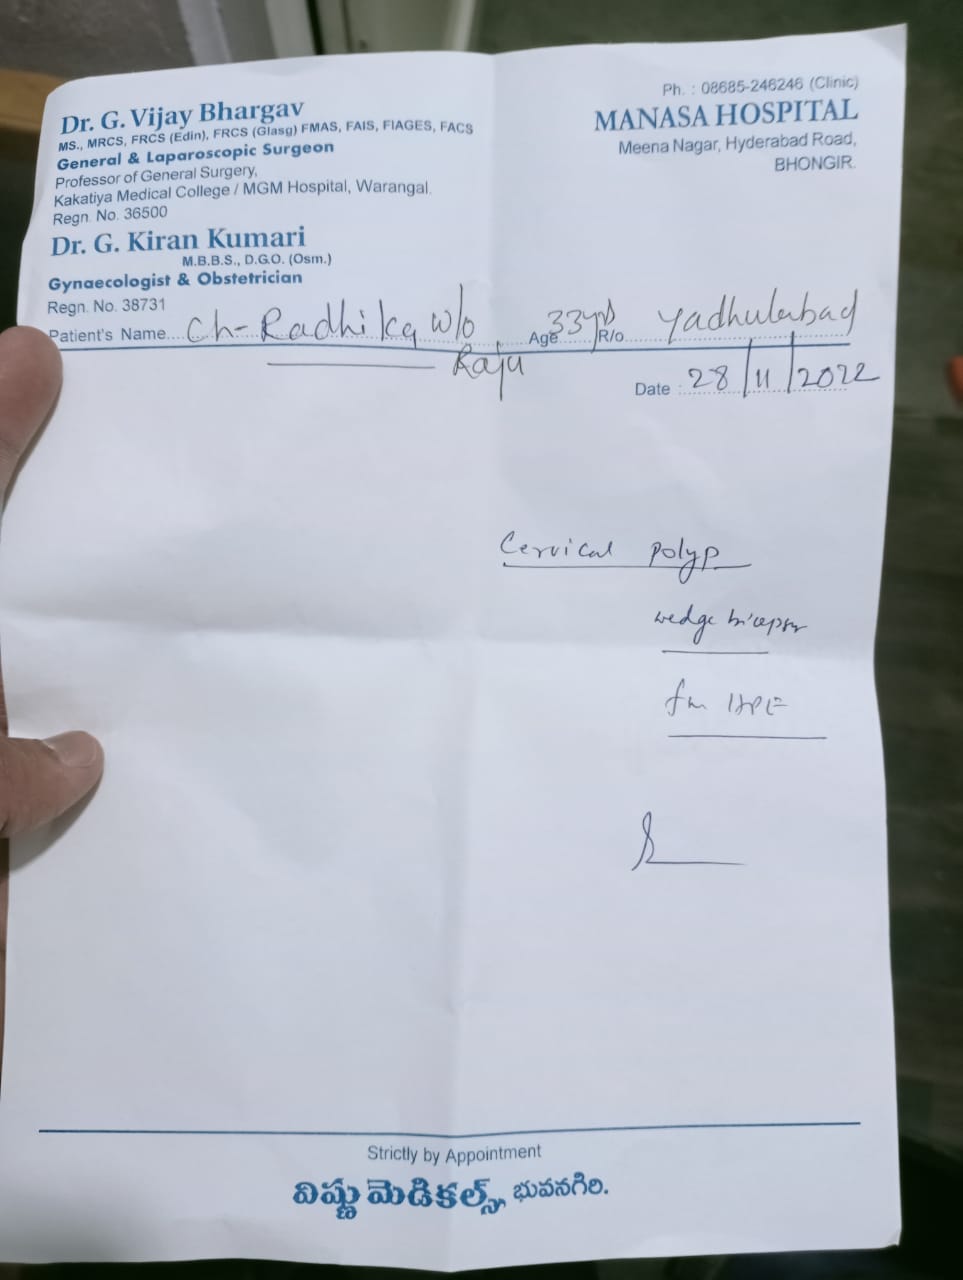 Dr. G. Vijay Bhargav
MS., MRCS, FRCS (Edin), FRCS (Glasg) FMAS, FAIS, FIAGES, FACS
General & Laparoscopic Surgeon
Professor of General Surgery,
Kakatiya Medical College / MGM Hospital, Warangal.
Regn. No. 36500
Dr. G. Kiran Kumari
M.B.B.S., D.G.O. (Osm.)
Gynaecologist & Obstetrician
Regn. No. 38731
Ph. : 08685-246246 (Clinic)
MANASA HOSPITAL
Meena Nagar, Hyderabad Road,
BHONGIR.
Patient's Name Ch-Radhika W/o Age 33yrs R/o Yadhulabad
Raju
Date : 28/11/2022
Cervical polyp
wedge biopsy
for HPE
Strictly by Appointment
విష్ణు మెడికల్స్, భువనగిరి.